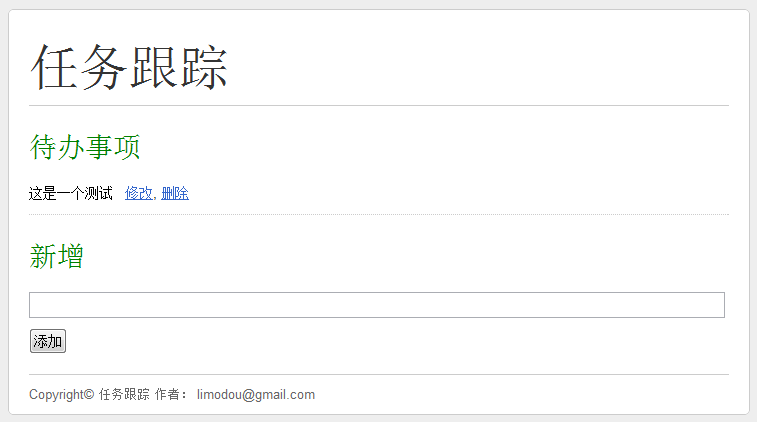 任务跟踪
待办事项
这是一个测试 修改, 删除
新增
添加
Copyright© 任务跟踪 作者： limodou@gmail.com